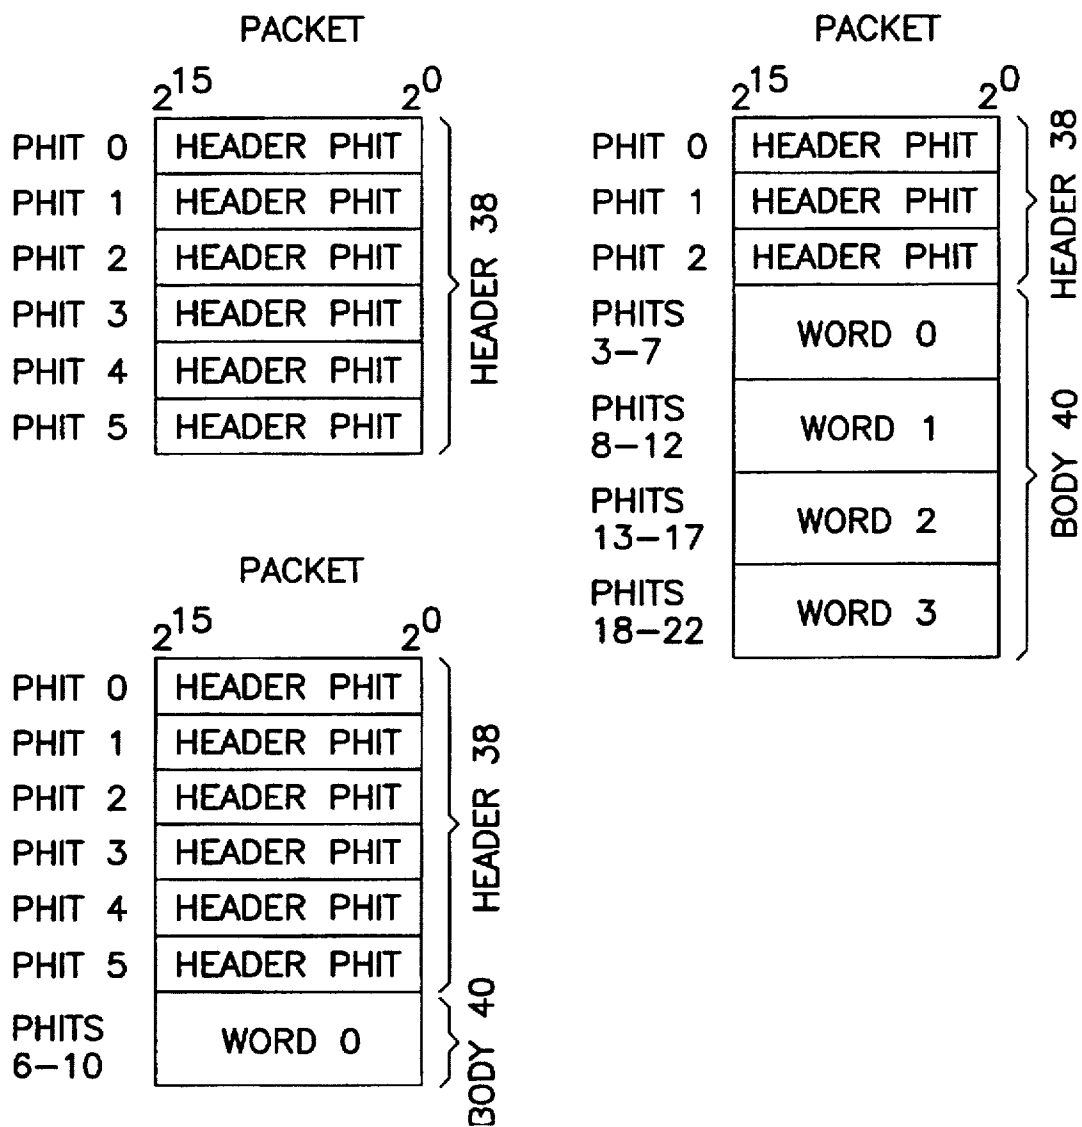 PACKET
2^15 2^0
PHIT 0 HEADER PHIT
PHIT 1 HEADER PHIT
PHIT 2 HEADER PHIT
PHIT 3 HEADER PHIT
PHIT 4 HEADER PHIT
PHIT 5 HEADER PHIT
HEADER 38
PACKET
2^15 2^0
PHIT 0 HEADER PHIT
PHIT 1 HEADER PHIT
PHIT 2 HEADER PHIT
PHIT 3 HEADER PHIT
PHIT 4 HEADER PHIT
PHIT 5 HEADER PHIT
HEADER 38
PHITS
6–10
WORD 0
BODY 40
PACKET
2^15 2^0
PHIT 0 HEADER PHIT
PHIT 1 HEADER PHIT
PHIT 2 HEADER PHIT
HEADER 38
PHITS
3–7
WORD 0
PHITS
8–12
WORD 1
PHITS
13–17
WORD 2
PHITS
18–22
WORD 3
BODY 40